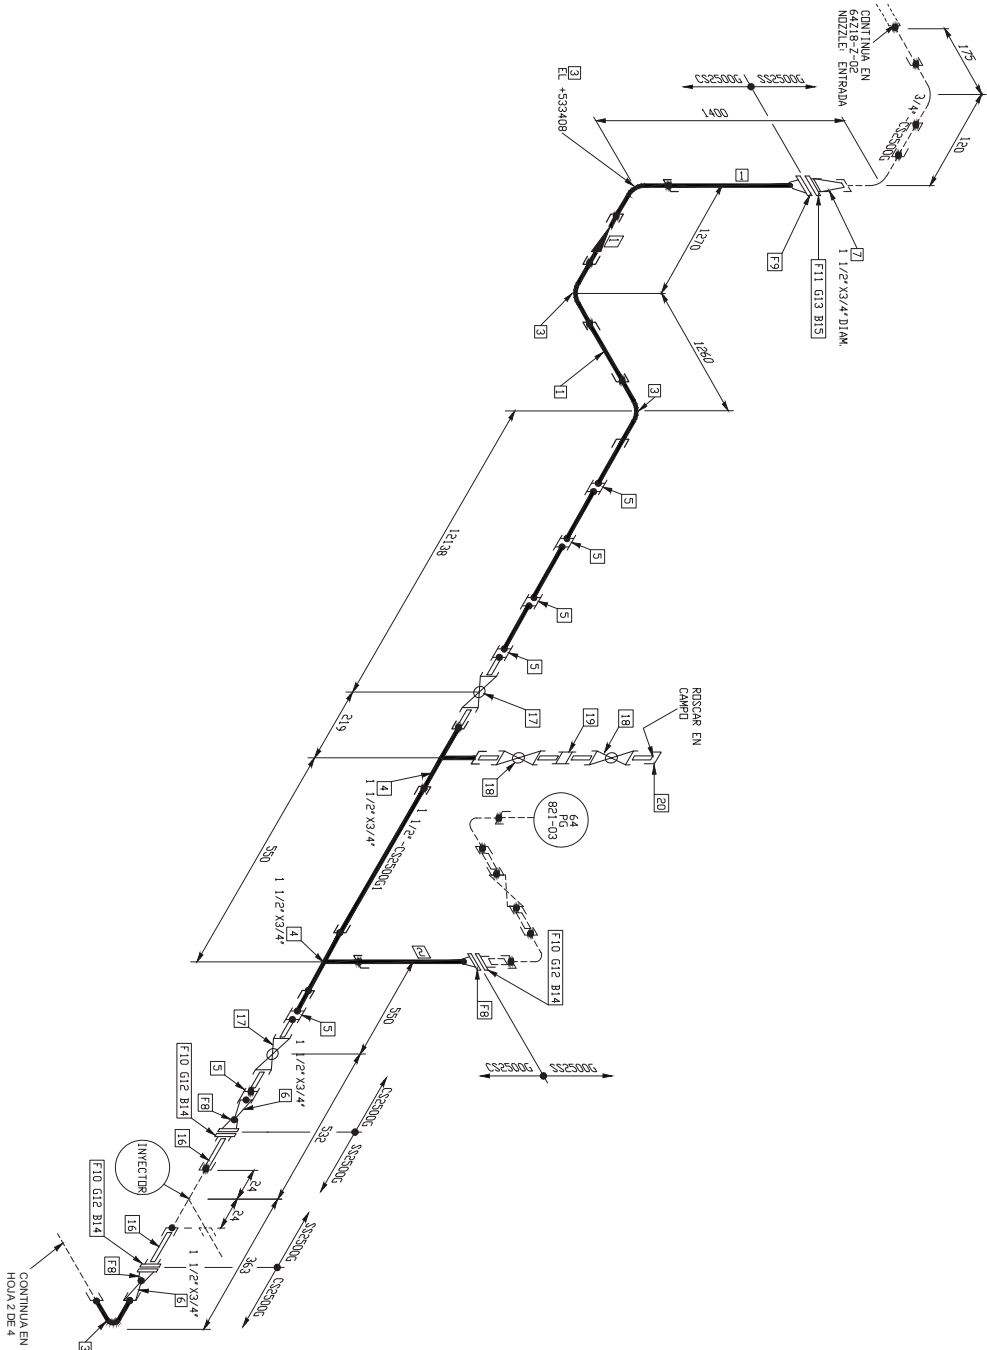 CONTINUA EN
64Z18-Z-02
NOZZLE: ENTRADA
175
120
3/4"
CS2500G
CS2500G
SS2500G
1400
3
EL +533408
1
7
1 1/2"X3/4" DIAM.
F9
F11 G13 B15
1270
1
3
1260
1
3
5
5
5
5
12138
17
219
ROSCAR EN
CAMPO
18
19
18
20
4
1 1/2"X3/4"
64
PG
821-03
1 1/2"-CS2500G1
550
1 1/2"X3/4"
4
2
F10 G12 B14
F8
CS2500G
SS2500G
550
5
17
1 1/2"X3/4"
5
6
F8
F10 G12 B14
16
532
CS2500G
SS2500G
INYECTOR
24
24
16
F10 G12 B14
F8
1 1/2"X3/4"
6
363
SS2500G
CS2500G
3
CONTINUA EN
HOJA 2 DE 4